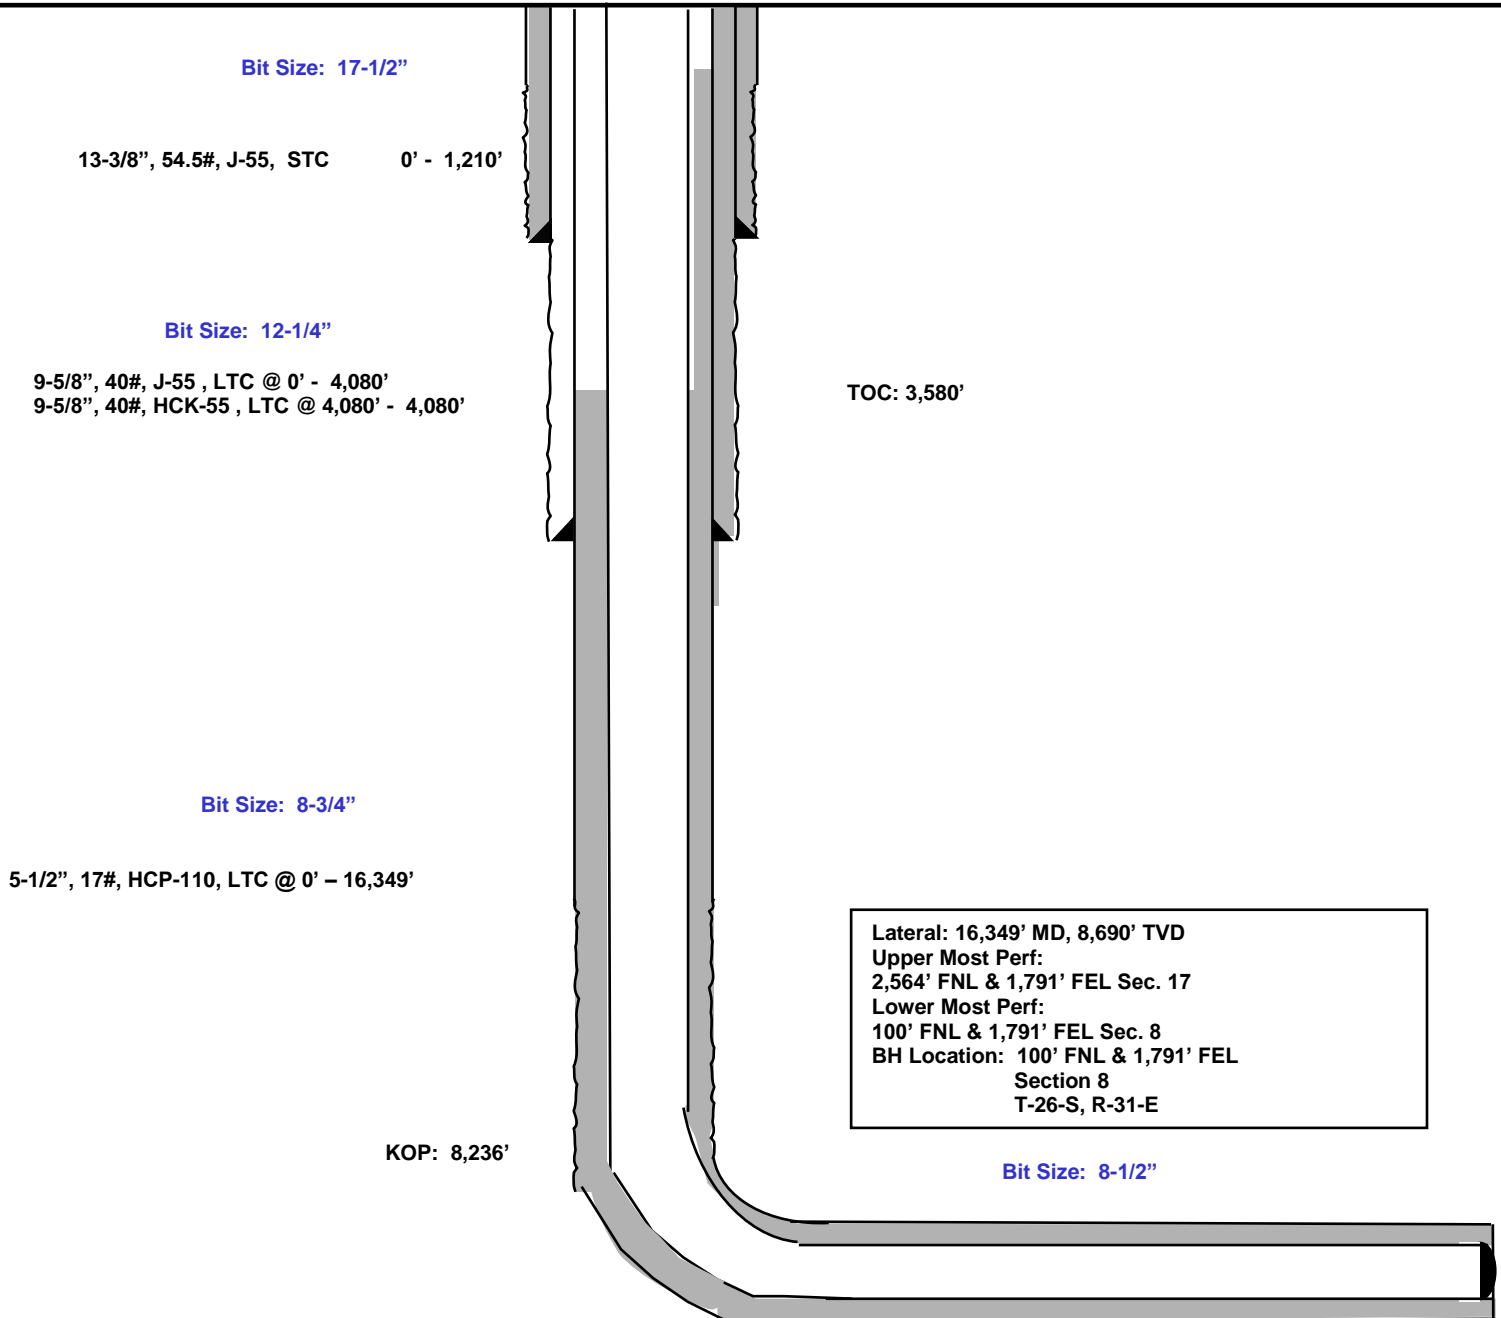 Bit Size: 17-1/2”
13-3/8”, 54.5#, J-55, STC 0’ - 1,210’
Bit Size: 12-1/4”
9-5/8”, 40#, J-55 , LTC @ 0’ - 4,080’
9-5/8”, 40#, HCK-55 , LTC @ 4,080’ - 4,080’
TOC: 3,580’
Bit Size: 8-3/4”
5-1/2”, 17#, HCP-110, LTC @ 0’ – 16,349’
Lateral: 16,349’ MD, 8,690’ TVD
Upper Most Perf:
2,564’ FNL & 1,791’ FEL Sec. 17
Lower Most Perf:
100’ FNL & 1,791’ FEL Sec. 8
BH Location: 100’ FNL & 1,791’ FEL
Section 8
T-26-S, R-31-E
KOP: 8,236’
Bit Size: 8-1/2”